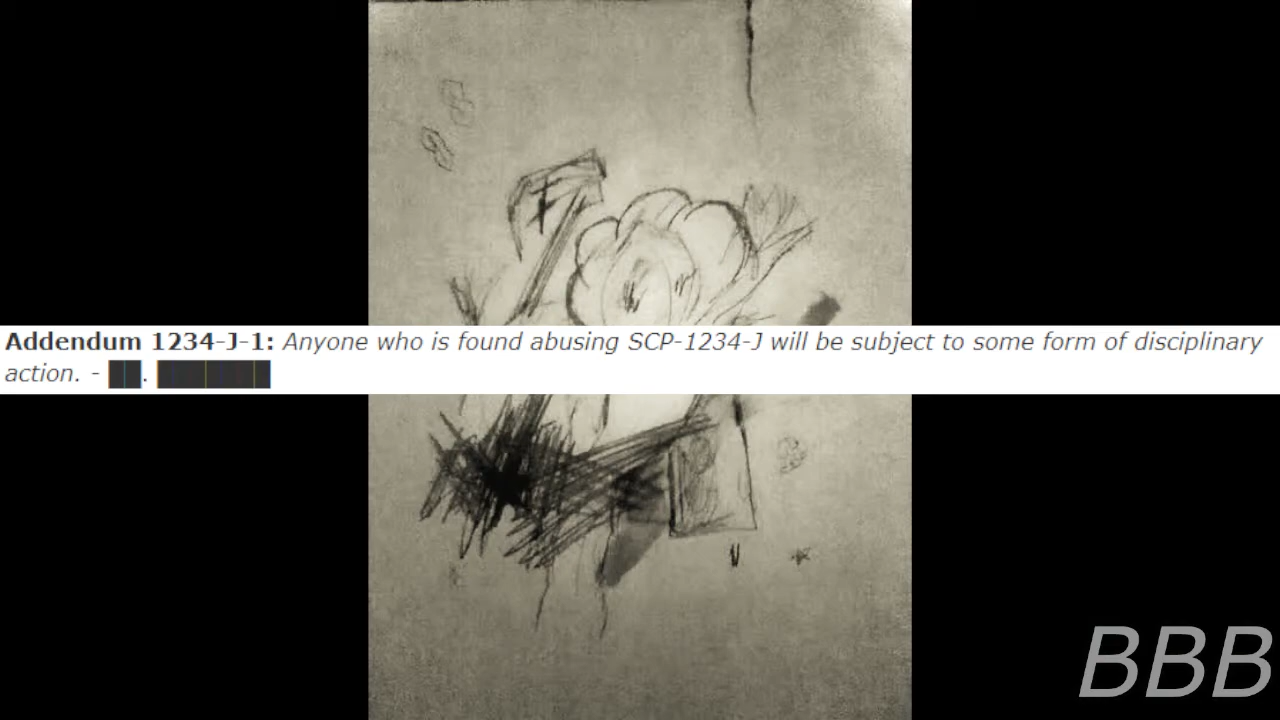 Addendum 1234-J-1: Anyone who is found abusing SCP-1234-J will be subject to some form of disciplinary
action. - ██. ███████
BBB